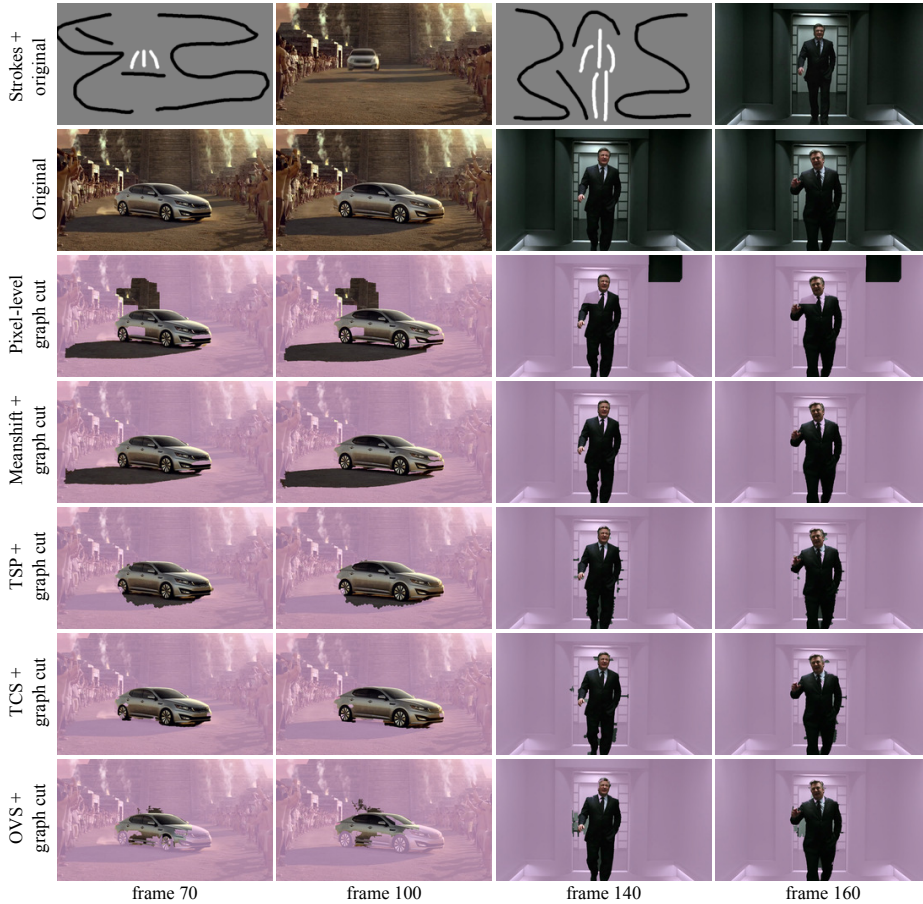 Strokes +
original
Original
Pixel-level
graph cut
Meanshift +
graph cut
TSP +
graph cut
TCS +
graph cut
OVS +
graph cut
frame 70
frame 100
frame 140
frame 160